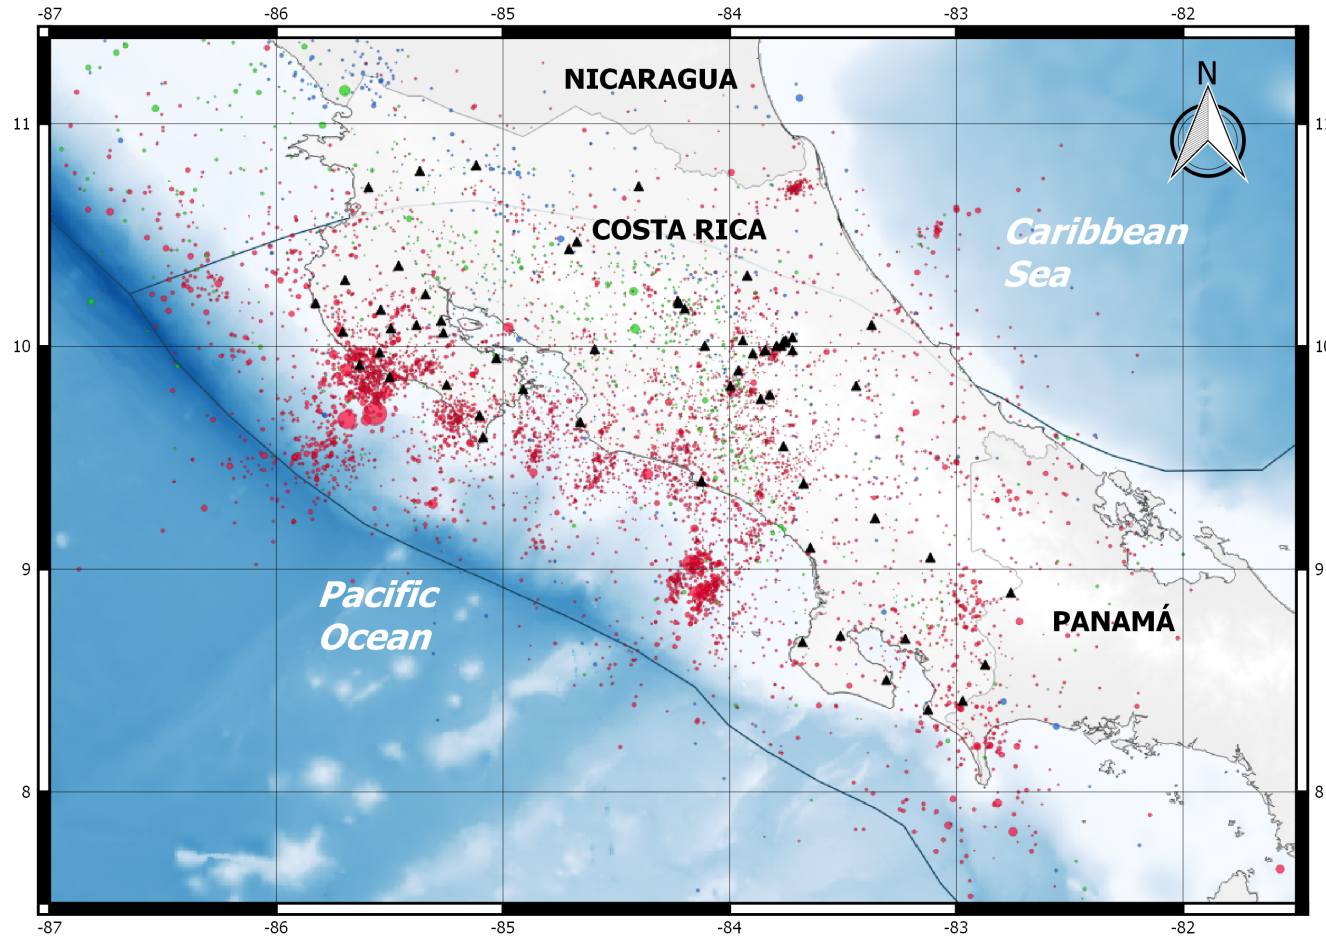 -87 -86 -85 -84 -83 -82
N
NICARAGUA
11 11
COSTA RICA
Caribbean
Sea
10 10
9 9
Pacific
Ocean
PANAMÁ
8 8
-87 -86 -85 -84 -83 -82